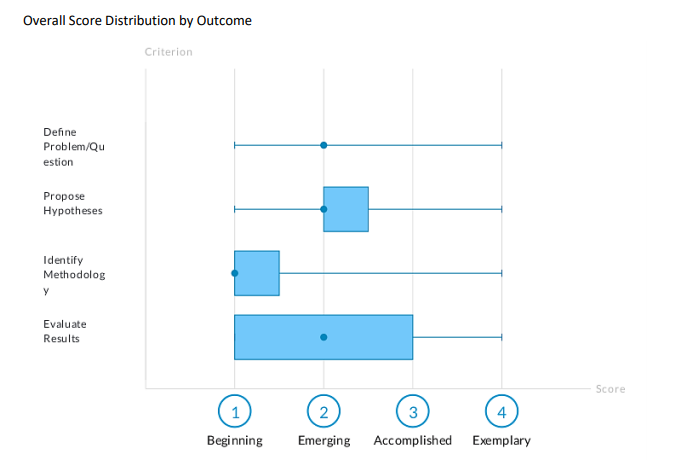 Overall Score Distribution by Outcome
Criterion
Define
Problem/Qu
estion
Propose
Hypotheses
Identify
Methodolog
y
Evaluate
Results
Score
1
2
3
4
Beginning
Emerging
Accomplished
Exemplary